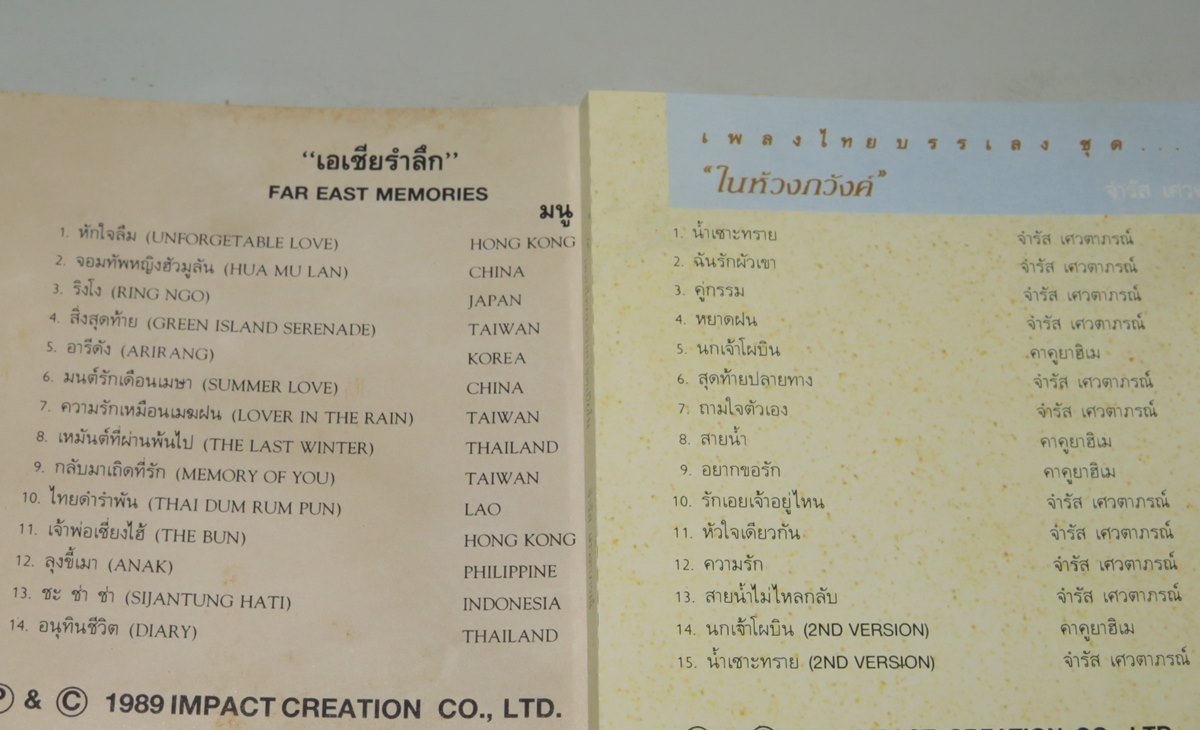 “เอเซียรำลึก”
FAR EAST MEMORIES
มนู
1. หักใจลืม (UNFORGETABLE LOVE) HONG KONG
2. จอมทัพหญิงฮัวมูลัน (HUA MU LAN) CHINA
3. ริงโง (RING NGO) JAPAN
4. สิ่งสุดท้าย (GREEN ISLAND SERENADE) TAIWAN
5. อารีดัง (ARIRANG) KOREA
6. มนต์รักเดือนเมษา (SUMMER LOVE) CHINA
7. ความรักเหมือนเมฆฝน (LOVER IN THE RAIN) TAIWAN
8. เหมันต์ที่ผ่านพ้นไป (THE LAST WINTER) THAILAND
9. กลับมาเถิดที่รัก (MEMORY OF YOU) TAIWAN
10. ไทยดำรำพัน (THAI DUM RUM PUN) LAO
11. เจ้าพ่อเซี่ยงไฮ้ (THE BUN) HONG KONG
12. ลุงขี้เมา (ANAK) PHILIPPINE
13. ชะ ช่า ช่า (SIJANTUNG HATI) INDONESIA
14. อนุทินชีวิต (DIARY) THAILAND
Ⓟ & © 1989 IMPACT CREATION CO., LTD.
เพลงไทยบรรเลง ชุด...
“ในห้วงภวังค์”
จำรัส เศว
1. น้ำเซาะทราย จำรัส เศวตาภรณ์
2. ฉันรักผัวเขา จำรัส เศวตาภรณ์
3. คู่กรรม จำรัส เศวตาภรณ์
4. หยาดฝน จำรัส เศวตาภรณ์
5. นกเจ้าโผบิน คาคูยาฮิเม
6. สุดท้ายปลายทาง จำรัส เศวตาภรณ์
7. ถามใจตัวเอง จำรัส เศวตาภรณ์
8. สายน้ำ คาคูยาฮิเม
9. อยากขอรัก คาคูยาฮิเม
10. รักเอยเจ้าอยู่ไหน จำรัส เศวตาภรณ์
11. หัวใจเดียวกัน จำรัส เศวตาภรณ์
12. ความรัก จำรัส เศวตาภรณ์
13. สายน้ำไม่ไหลกลับ จำรัส เศวตาภรณ์
14. นกเจ้าโผบิน (2ND VERSION) คาคูยาฮิเม
15. น้ำเซาะทราย (2ND VERSION) จำรัส เศวตาภรณ์